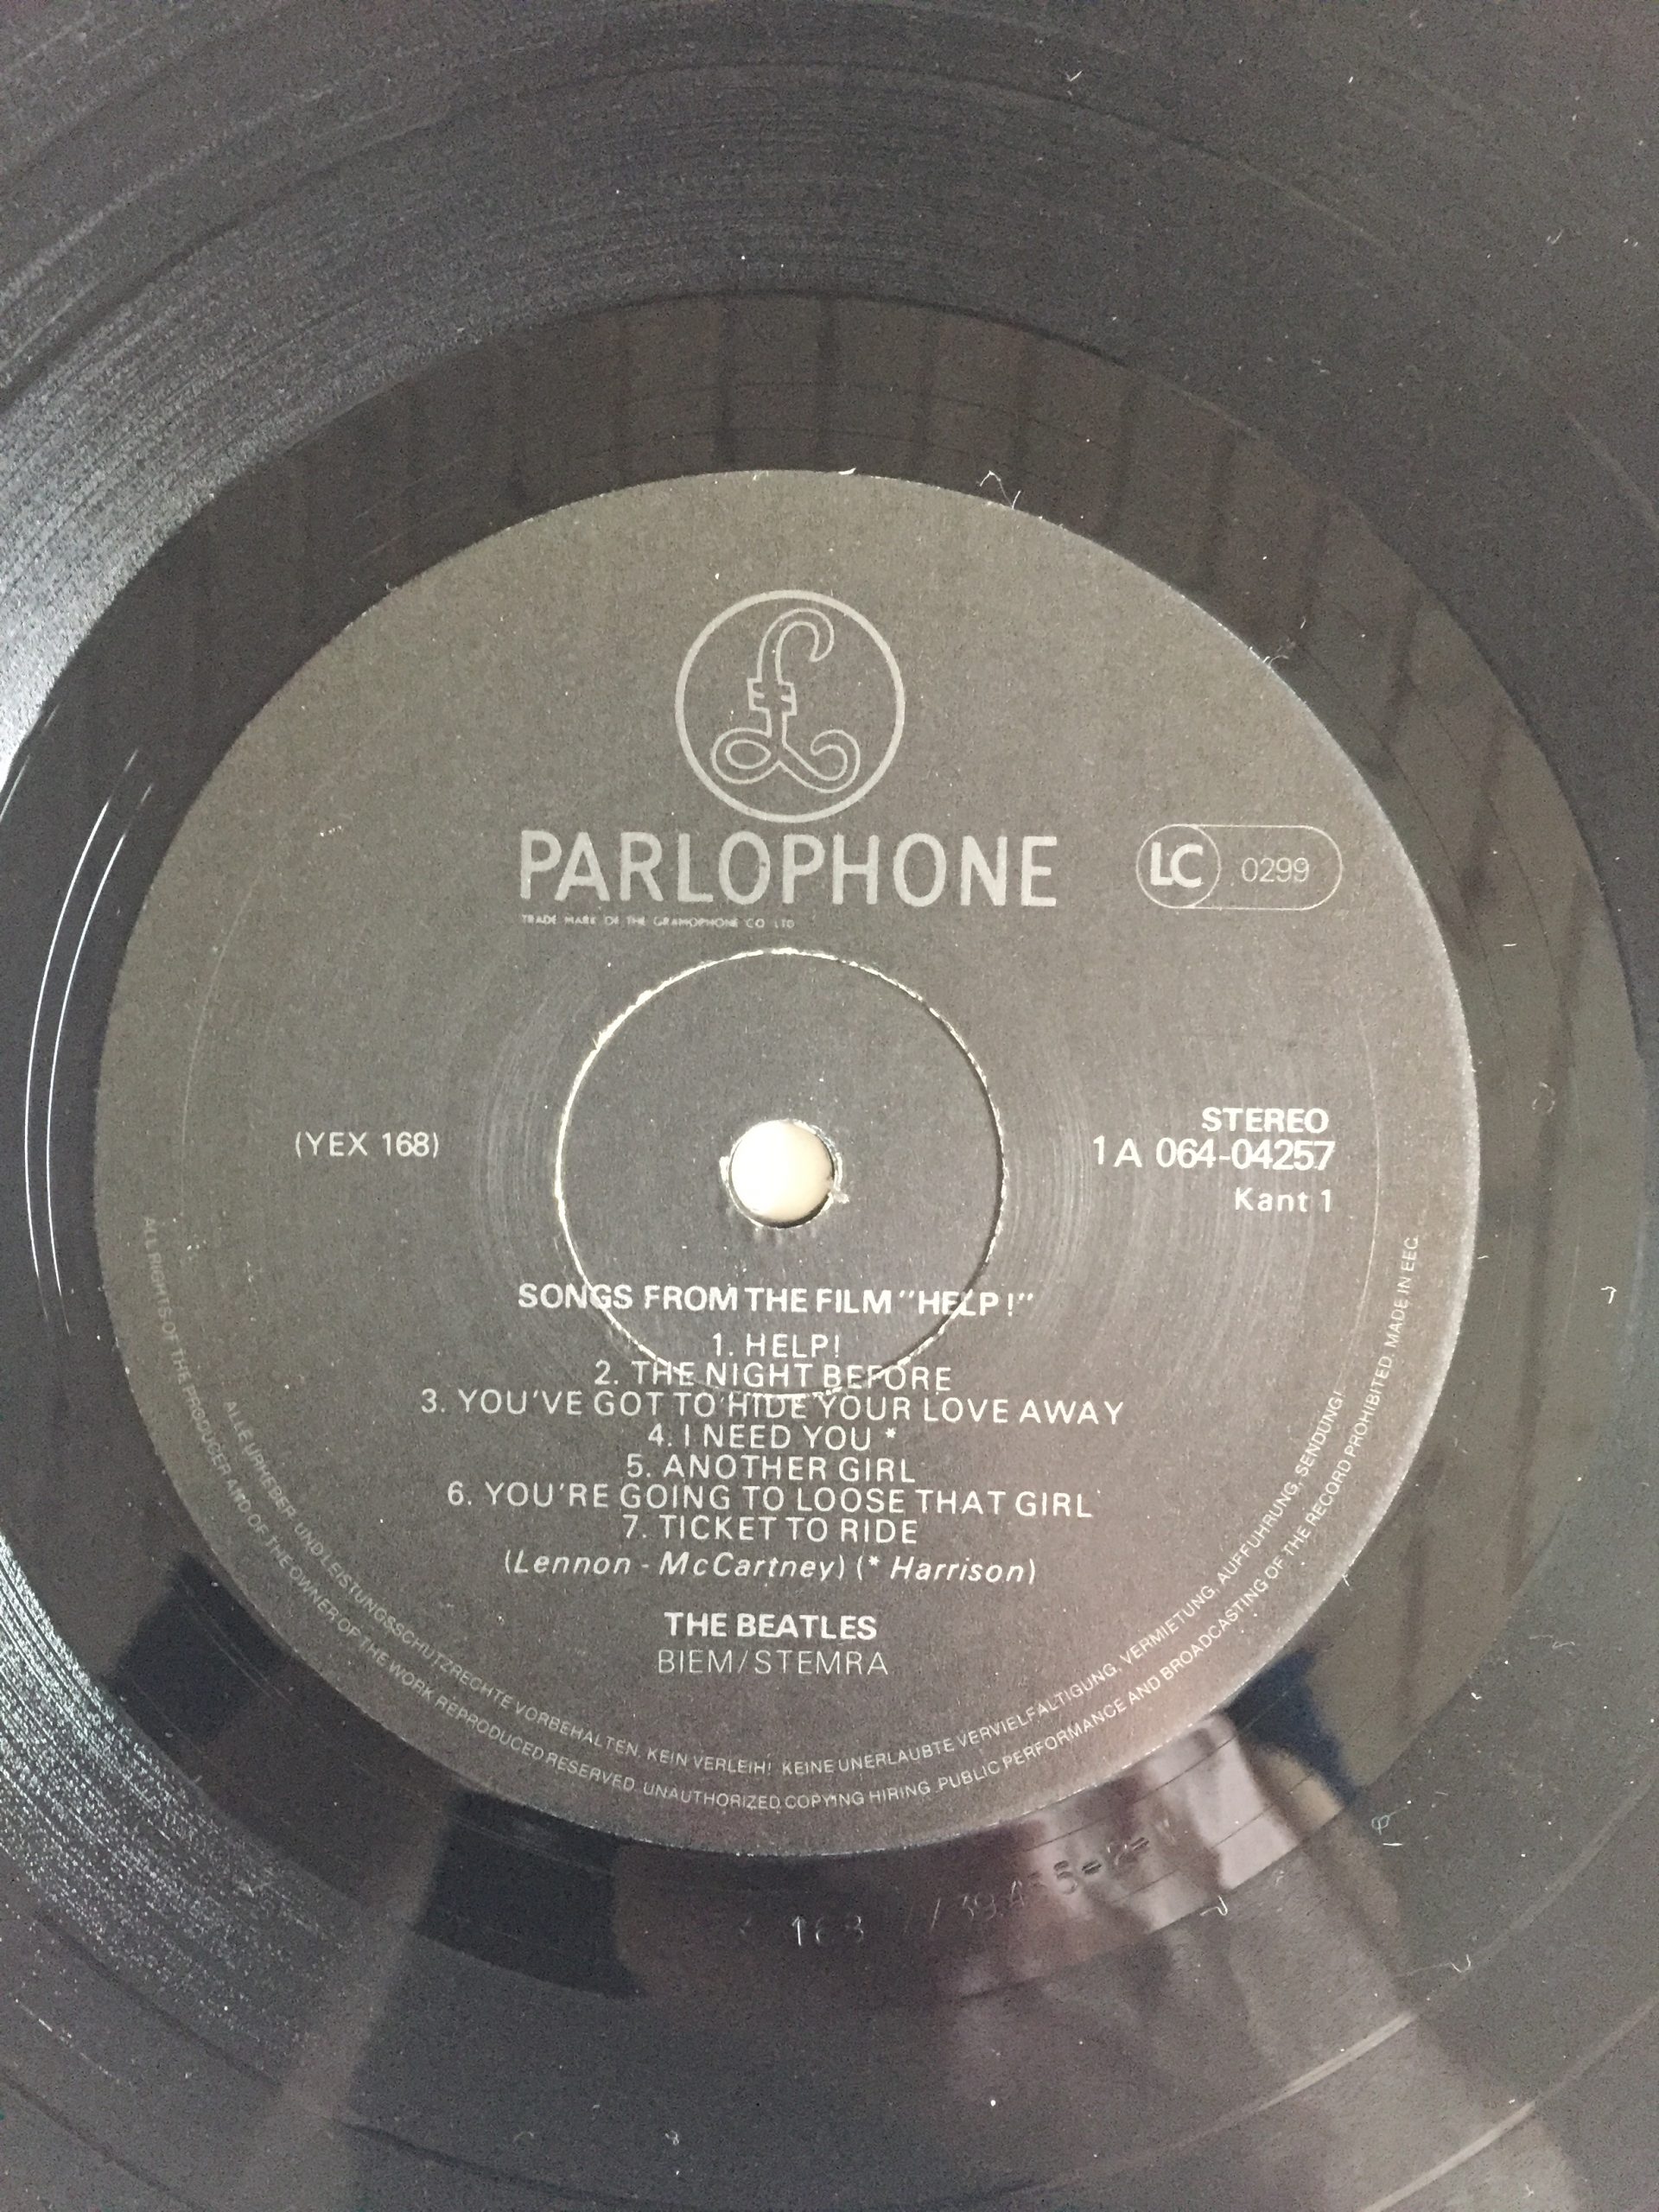 £
PARLOPHONE
TRADE MARK OF THE GRAMOPHONE CO LTD
LC 0299
(YEX 168)
STEREO
1A 064-04257
Kant 1
SONGS FROM THE FILM "HELP!"
1. HELP!
2. THE NIGHT BEFORE
3. YOU'VE GOT TO HIDE YOUR LOVE AWAY
4. I NEED YOU *
5. ANOTHER GIRL
6. YOU'RE GOING TO LOOSE THAT GIRL
7. TICKET TO RIDE
(Lennon - McCartney) (* Harrison)
THE BEATLES
BIEM/STEMRA
ALLE URHEBER UND LEISTUNGSSCHUTZRECHTE VORBEHALTEN. KEIN VERLEIH! KEINE UNERLAUBTE VERVIELFÄLTIGUNG, VERMIETUNG, AUFFÜHRUNG, SENDUNG!
ALL RIGHTS OF THE PRODUCER AND OF THE OWNER OF THE WORK REPRODUCED RESERVED. UNAUTHORIZED COPYING HIRING PUBLIC PERFORMANCE AND BROADCASTING OF THE RECORD PROHIBITED. MADE IN EEC.
168